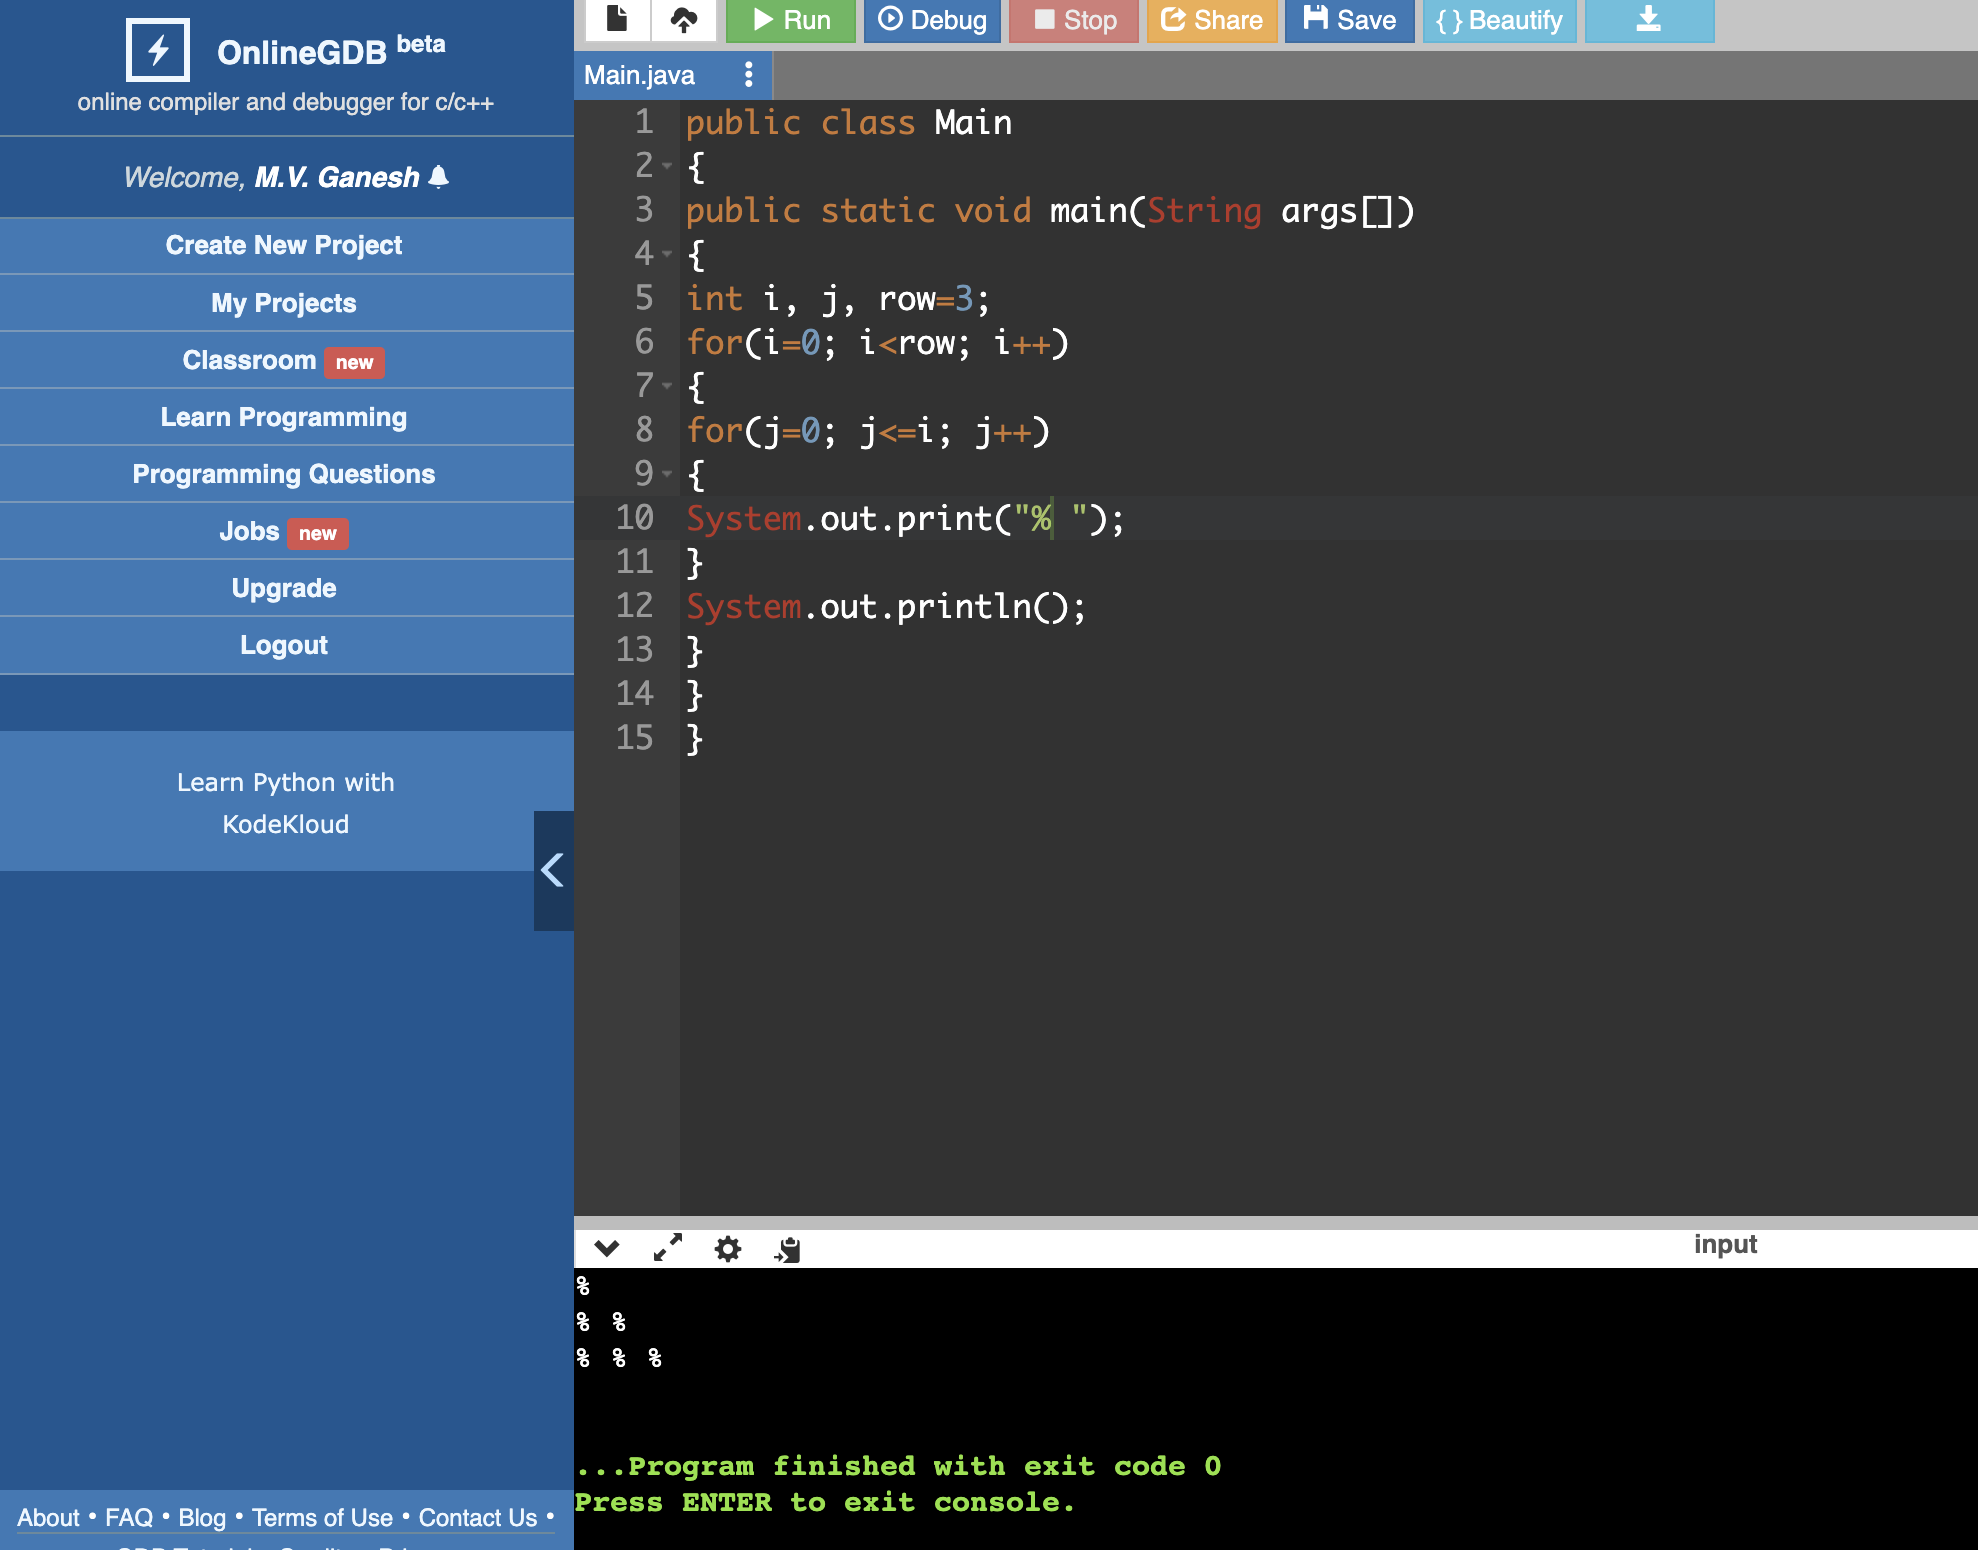 OnlineGDB beta
online compiler and debugger for c/c++
Welcome, M.V. Ganesh
Create New Project
My Projects
Classroom new
Learn Programming
Programming Questions
Jobs new
Upgrade
Logout
Learn Python with
KodeKloud
About • FAQ • Blog • Terms of Use • Contact Us •
Run Debug Stop Share Save { } Beautify
Main.java
1 public class Main
2 {
3 public static void main(String args[])
4 {
5 int i, j, row=3;
6 for(i=0; i<row; i++)
7 {
8 for(j=0; j<=i; j++)
9 {
10 System.out.print("% ");
11 }
12 System.out.println();
13 }
14 }
15 }
input
%
% %
% % %
...Program finished with exit code 0
Press ENTER to exit console.